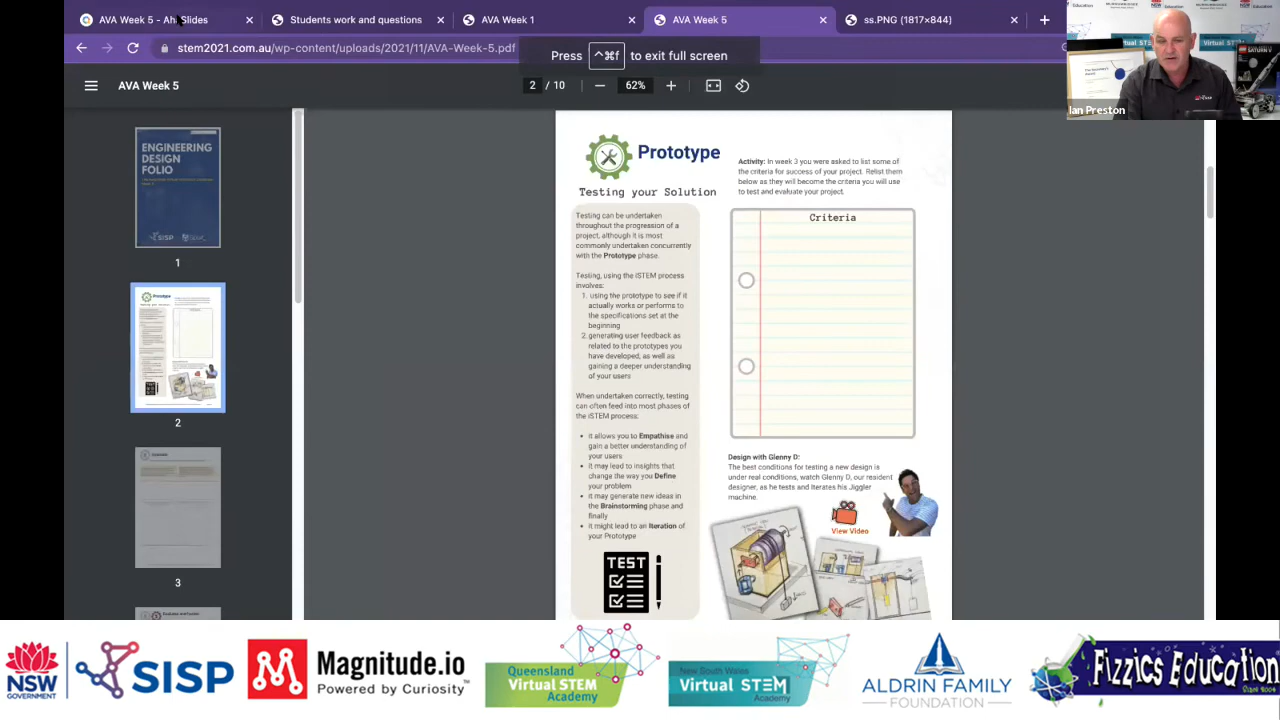 AVA Week 5 - Ah
Slides
Students work an
AVA Week 5
ss.PNG (1817×844)
stem2021.com.au/wp-content/uploa
Week-5.pdf
ss ^⌘f o exit full screen
Ian Preston
AVA Week 5
2 / 10
62%
ENGINEERING
DESIGN
FOLIO
1
2
3
Prototype
Testing your Solution
Testing can be undertaken
throughout the progression of a
project, although it is most
commonly undertaken concurrently
with the Prototype phase.
Testing, using the iSTEM process
involves:
1. using the prototype to see if it
actually works or performs to
the specifications set at the
beginning
2. generating user feedback as
related to the prototypes you
have developed, as well as
gaining a deeper understanding
of your users
When undertaken correctly, testing
can often feed into most phases of
the iSTEM process:
• It allows you to Empathise and
gain a better understanding of
your users
• It may lead to insights that
change the way you Define
your problem
• It may generate new ideas in
the Brainstorming phase and
finally
• It might lead to an Iteration of
your Prototype
TEST
Activity: In week 3 you were asked to list some of
the criteria for success of your project. Relist them
below as they will become the criteria you will use
to test and evaluate your project.
Criteria
Design with Glenny D:
The best conditions for testing a new design is
under real conditions, watch Glenny D, our resident
designer, as he tests and Iterates his Jiggler
machine.
View Video
NSW
GOVERNMENT
SISP
Magnitude.io
Powered by Curiosity™
Queensland
Virtual STEM
Academy
New South Wales
Virtual STEM
Academy
ALDRIN FAMILY
FOUNDATION
Fizzics Education
Since 2004